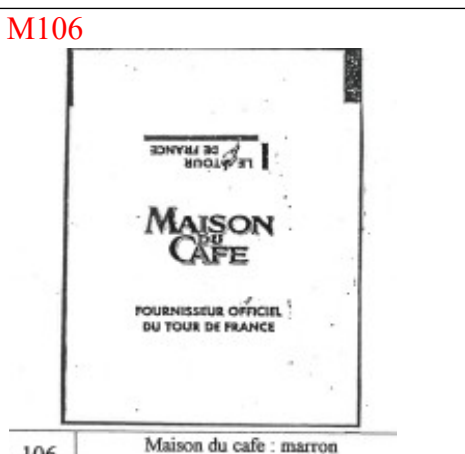 M106
LE TOUR
DE FRANCE
MAISON
DU
CAFE
FOURNISSEUR OFFICIEL
DU TOUR DE FRANCE
106
Maison du cafe : marron